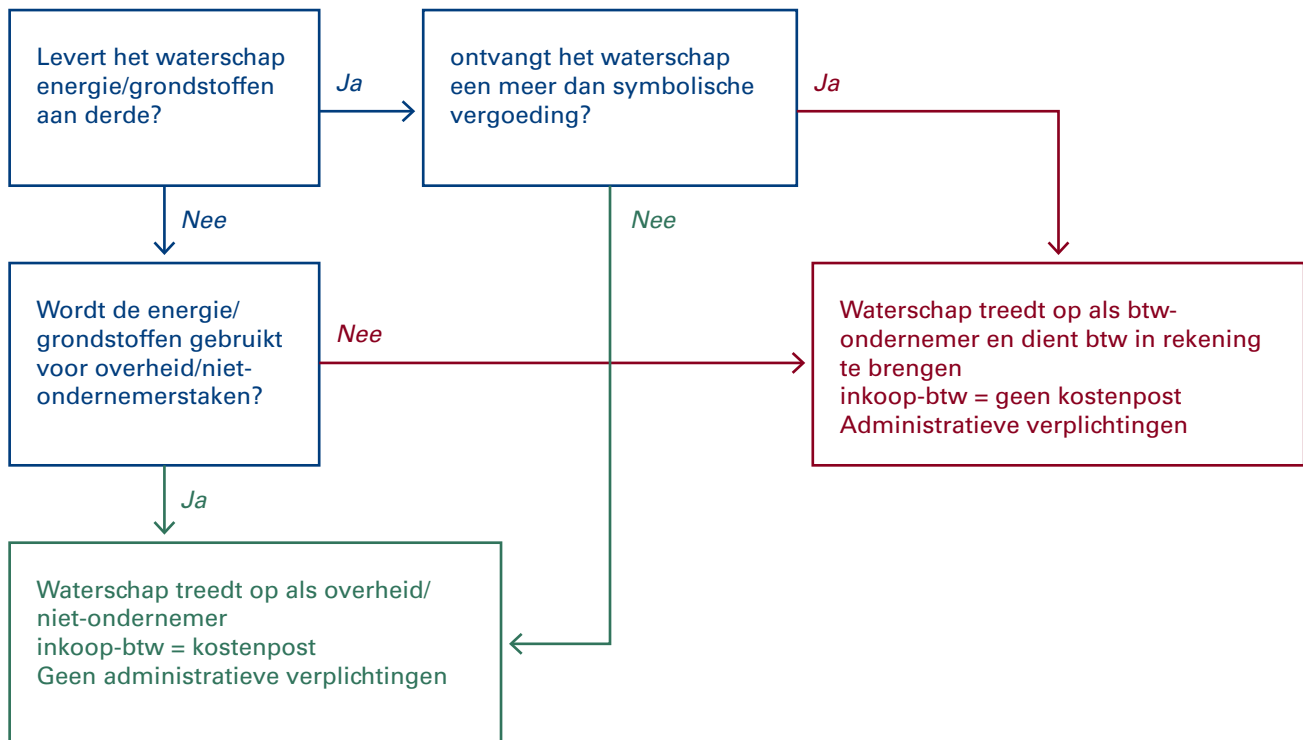 Levert het waterschap
energie/grondstoffen
aan derde?
Ja
ontvangt het waterschap
een meer dan symbolische
vergoeding?
Ja
Nee
Nee
Wordt de energie/
grondstoffen gebruikt
voor overheid/niet-
ondernemerstaken?
Nee
Waterschap treedt op als btw-
ondernemer en dient btw in rekening
te brengen
inkoop-btw = geen kostenpost
Administratieve verplichtingen
Ja
Waterschap treedt op als overheid/
niet-ondernemer
inkoop-btw = kostenpost
Geen administratieve verplichtingen